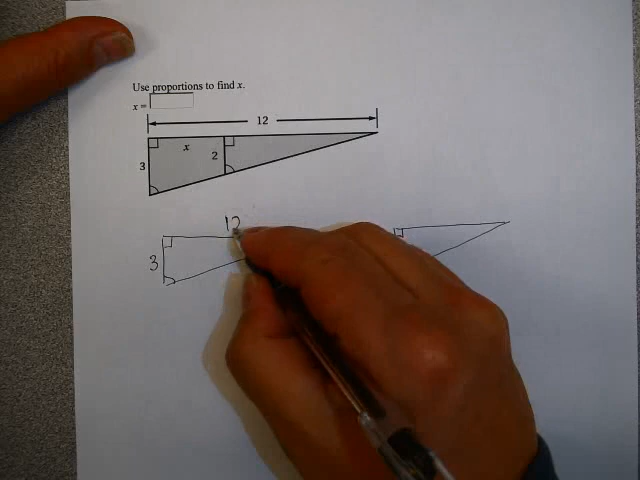 Use proportions to find x.
x =
12
x
2
3
12
3